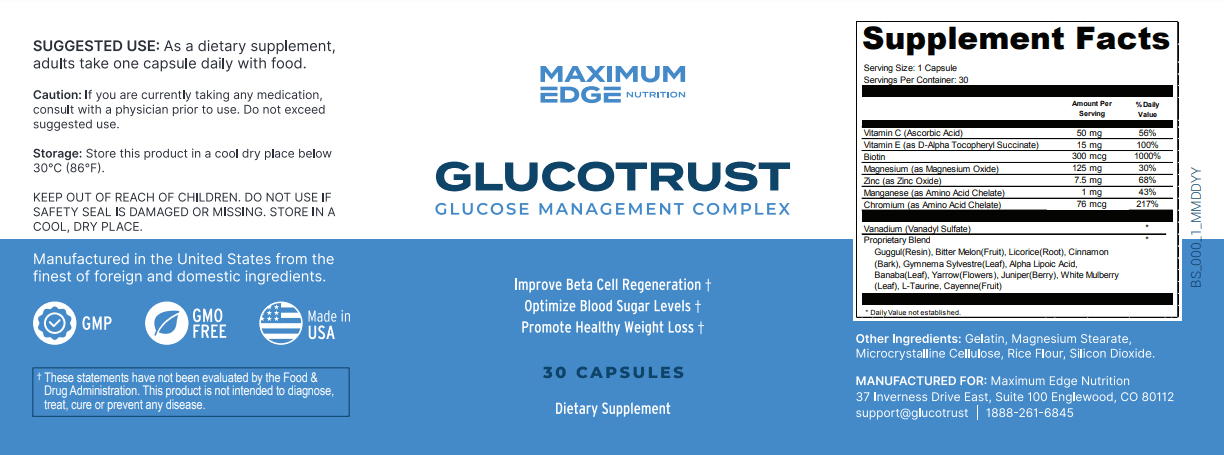 SUGGESTED USE: As a dietary supplement,
adults take one capsule daily with food.
Caution: If you are currently taking any medication,
consult with a physician prior to use. Do not exceed
suggested use.
Storage: Store this product in a cool dry place below
30°C (86°F).
KEEP OUT OF REACH OF CHILDREN. DO NOT USE IF
SAFETY SEAL IS DAMAGED OR MISSING. STORE IN A
COOL, DRY PLACE.
Manufactured in the United States from the
finest of foreign and domestic ingredients.
GMP
GMO
FREE
Made in
USA
† These statements have not been evaluated by the Food &
Drug Administration. This product is not intended to diagnose,
treat, cure or prevent any disease.
MAXIMUM
EDGE NUTRITION
GLUCOTRUST
GLUCOSE MANAGEMENT COMPLEX
Improve Beta Cell Regeneration †
Optimize Blood Sugar Levels †
Promote Healthy Weight Loss †
30 CAPSULES
Dietary Supplement
Supplement Facts
Serving Size: 1 Capsule
Servings Per Container: 30
Amount Per Serving %Daily Value
Vitamin C (Ascorbic Acid) 50 mg 56%
Vitamin E (as D-Alpha Tocopheryl Succinate) 15 mg 100%
Biotin 300 mcg 1000%
Magnesium (as Magnesium Oxide) 125 mg 30%
Zinc (as Zinc Oxide) 7.5 mg 68%
Manganese (as Amino Acid Chelate) 1 mg 43%
Chromium (as Amino Acid Chelate) 76 mcg 217%
Vanadium (Vanadyl Sulfate) *
Proprietary Blend *
Guggul(Resin), Bitter Melon(Fruit), Licorice(Root), Cinnamon
(Bark), Gymnema Sylvestre(Leaf), Alpha Lipoic Acid,
Banaba(Leaf), Yarrow(Flowers), Juniper(Berry), White Mulberry
(Leaf), L-Taurine, Cayenne(Fruit)
* Daily Value not established.
Other Ingredients: Gelatin, Magnesium Stearate,
Microcrystalline Cellulose, Rice Flour, Silicon Dioxide.
MANUFACTURED FOR: Maximum Edge Nutrition
37 Inverness Drive East, Suite 100 Englewood, CO 80112
support@glucotrust | 1888-261-6845
BS_000_1_MMDDYY